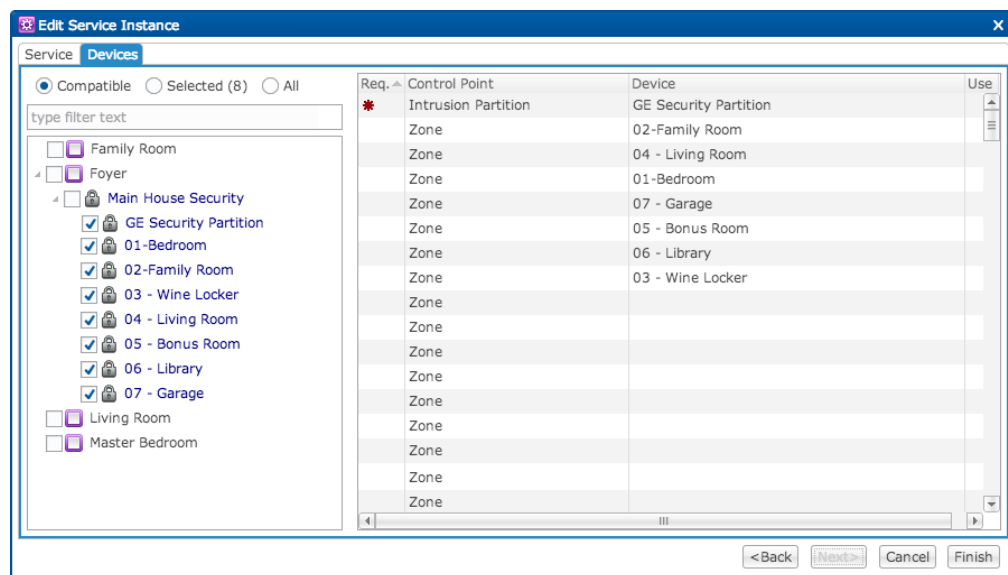 Edit Service Instance x
Service Devices
Compatible Selected (8) All
type filter text
Family Room
Foyer
Main House Security
GE Security Partition
01-Bedroom
02-Family Room
03 - Wine Locker
04 - Living Room
05 - Bonus Room
06 - Library
07 - Garage
Living Room
Master Bedroom
Req. Control Point Device Use
Intrusion Partition GE Security Partition
Zone 02-Family Room
Zone 04 - Living Room
Zone 01-Bedroom
Zone 07 - Garage
Zone 05 - Bonus Room
Zone 06 - Library
Zone 03 - Wine Locker
Zone
Zone
Zone
Zone
Zone
Zone
Zone
Zone
Zone
<Back Next> Cancel Finish